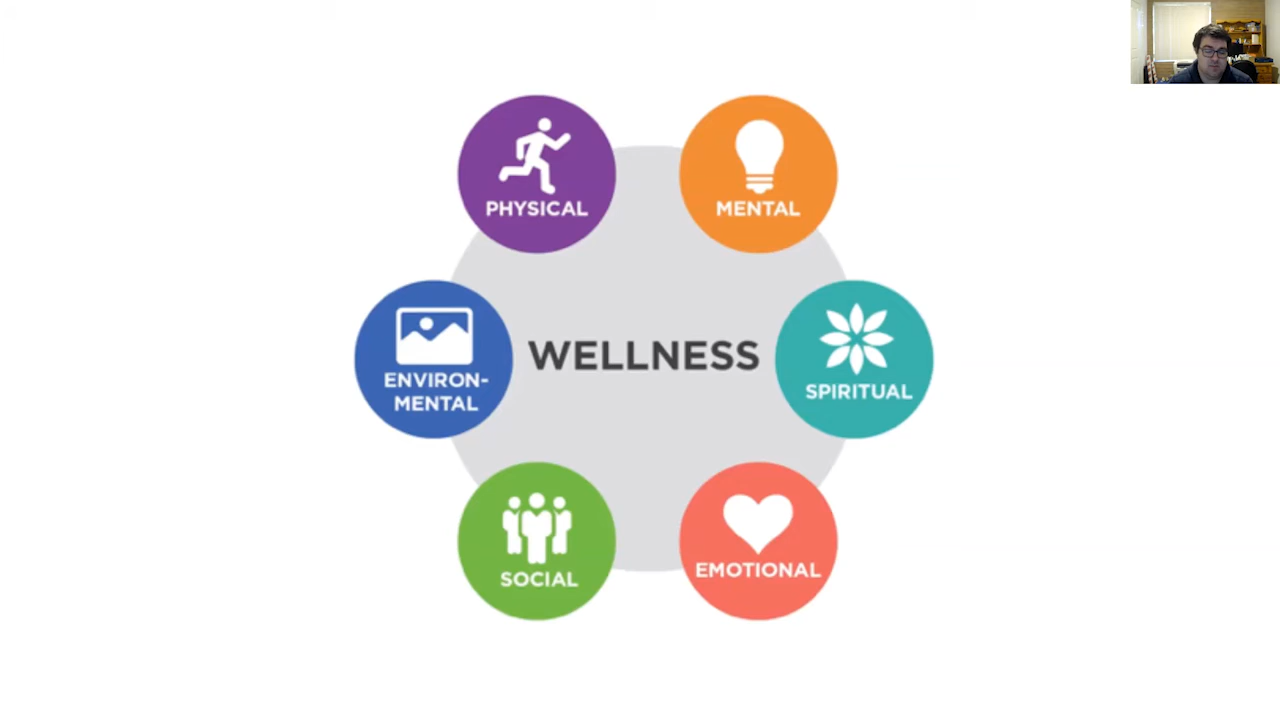 PHYSICAL
MENTAL
ENVIRON-
MENTAL
WELLNESS
SPIRITUAL
SOCIAL
EMOTIONAL